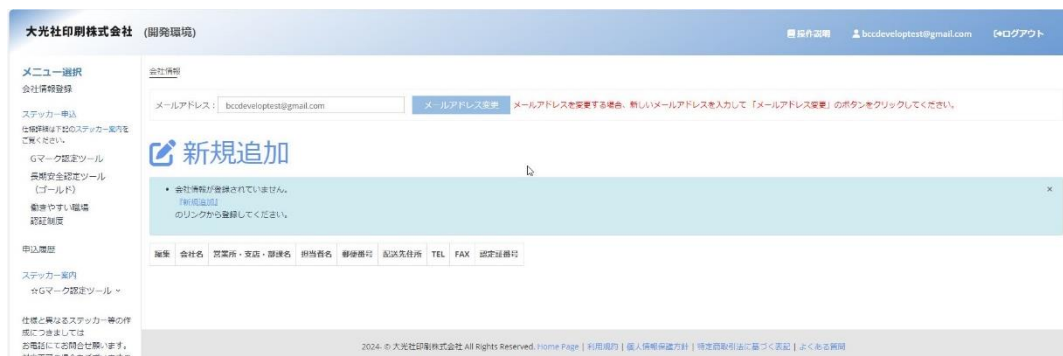 大光社印刷株式会社 (開発環境)
操作説明 bccdeveloptest@gmail.com ログアウト
メニュー選択
会社情報登録
ステッカー申込
仕様詳細は下記のステッカー案内を
ご覧ください。
Gマーク認定ツール
長期安全認定ツール
(ゴールド)
働きやすい職場
認証制度
申込履歴
ステッカー案内
☆Gマーク認定ツール
仕様と異なるステッカー等の作
成につきましては
お電話にてお問合せ願います。
会社情報
メールアドレス: bccdeveloptest@gmail.com メールアドレス変更 メールアドレスを変更する場合、新しいメールアドレスを入力して「メールアドレス変更」のボタンをクリックしてください。
新規追加
• 会社情報が登録されていません。
『新規追加』
のリンクから登録してください。
×
編集 会社名 営業所・支店・部課名 担当者名 郵便番号 配送先住所 TEL FAX 認定証番号
2024- © 大光社印刷株式会社 All Rights Reserved. Home Page | 利用規約 | 個人情報保護方針 | 特定商取引法に基づく表記 | よくある質問